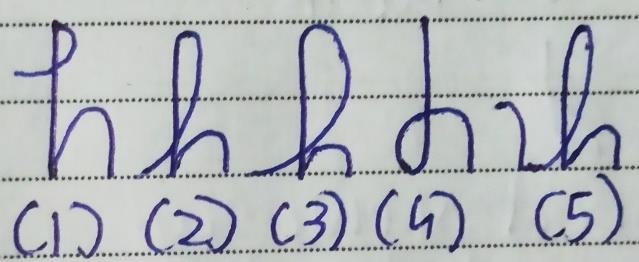 h h h h h
(1) (2) (3) (4) (5)